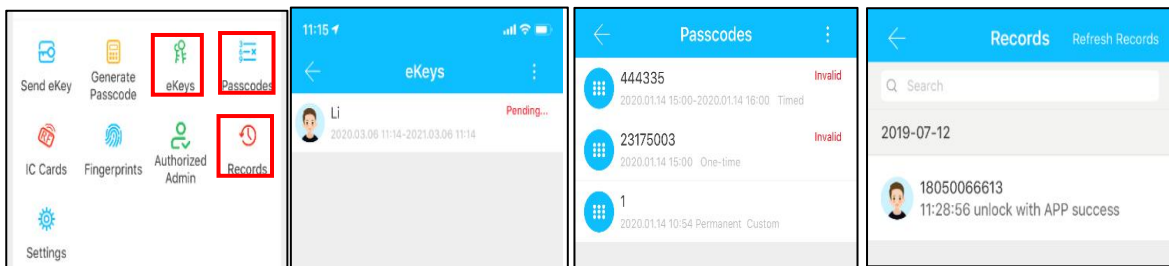 Send eKey
Generate
Passcode
eKeys
Passcodes
IC Cards
Fingerprints
Authorized
Admin
Records
Settings
11:15
eKeys
Li
Pending...
2020.03.06 11:14-2021.03.06 11:14
Passcodes
444335
Invalid
2020.01.14 15:00-2020.01.14 16:00 Timed
23175003
Invalid
2020.01.14 15:00 One-time
1
2020.01.14 10:54 Permanent Custom
Records
Refresh Records
Search
2019-07-12
18050066613
11:28:56 unlock with APP success